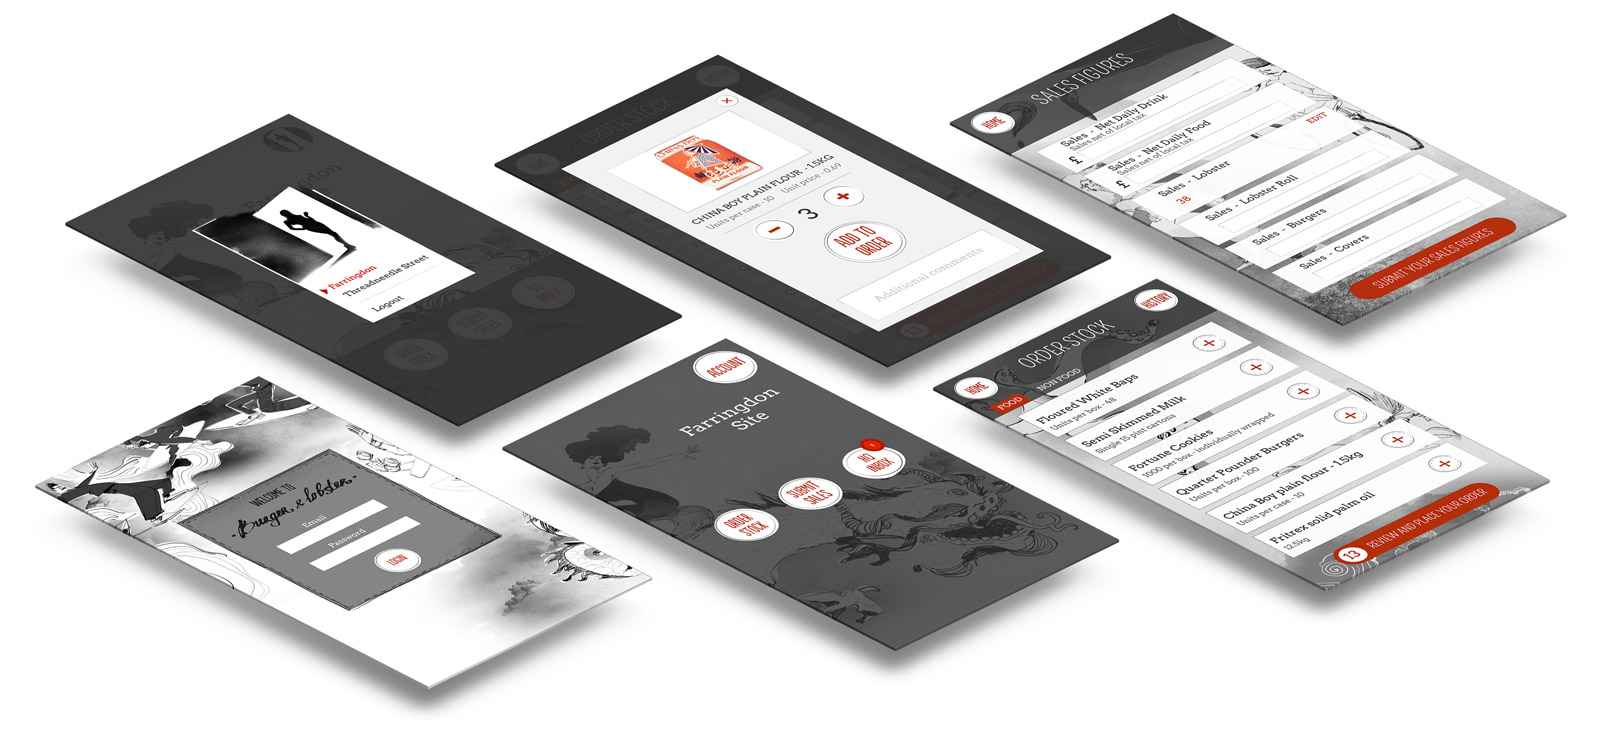 Farringdon
Farringdon
Threadneedle Street
Logout
ORDER STOCK
CHINA BOY
PLAIN FLOUR
CHINA BOY PLAIN FLOUR - 1.5KG
Units per case - 10 Unit price - 0.69
- 3 +
ADD TO
ORDER
Additional comments
13
SALES FIGURES
HOME
Sales - Net Daily Drink
Sales net of local tax
£
Sales - Net Daily Food
Sales net of local tax
£
EDIT
Sales - Lobster
38
Sales - Lobster Roll
Sales - Burgers
Sales - Covers
SUBMIT YOUR SALES FIGURES
WELCOME TO
Burger & Lobster
Email
Password
LOGIN
ACCOUNT
Farringdon
Site
ORDER
STOCK
SUBMIT
SALES
1
NO
INBOX
HISTORY
ORDER STOCK
HOME
FOOD NON FOOD
Floured White Baps
Units per box - 48
Semi Skimmed Milk
Single 15 pint cartons
Fortune Cookies
1000 per box - individually wrapped
Quarter Pounder Burgers
Units per box - 100
China Boy plain flour - 1.5kg
Units per case - 10
Fritrex solid palm oil
12.5kg
13 REVIEW AND PLACE YOUR ORDER